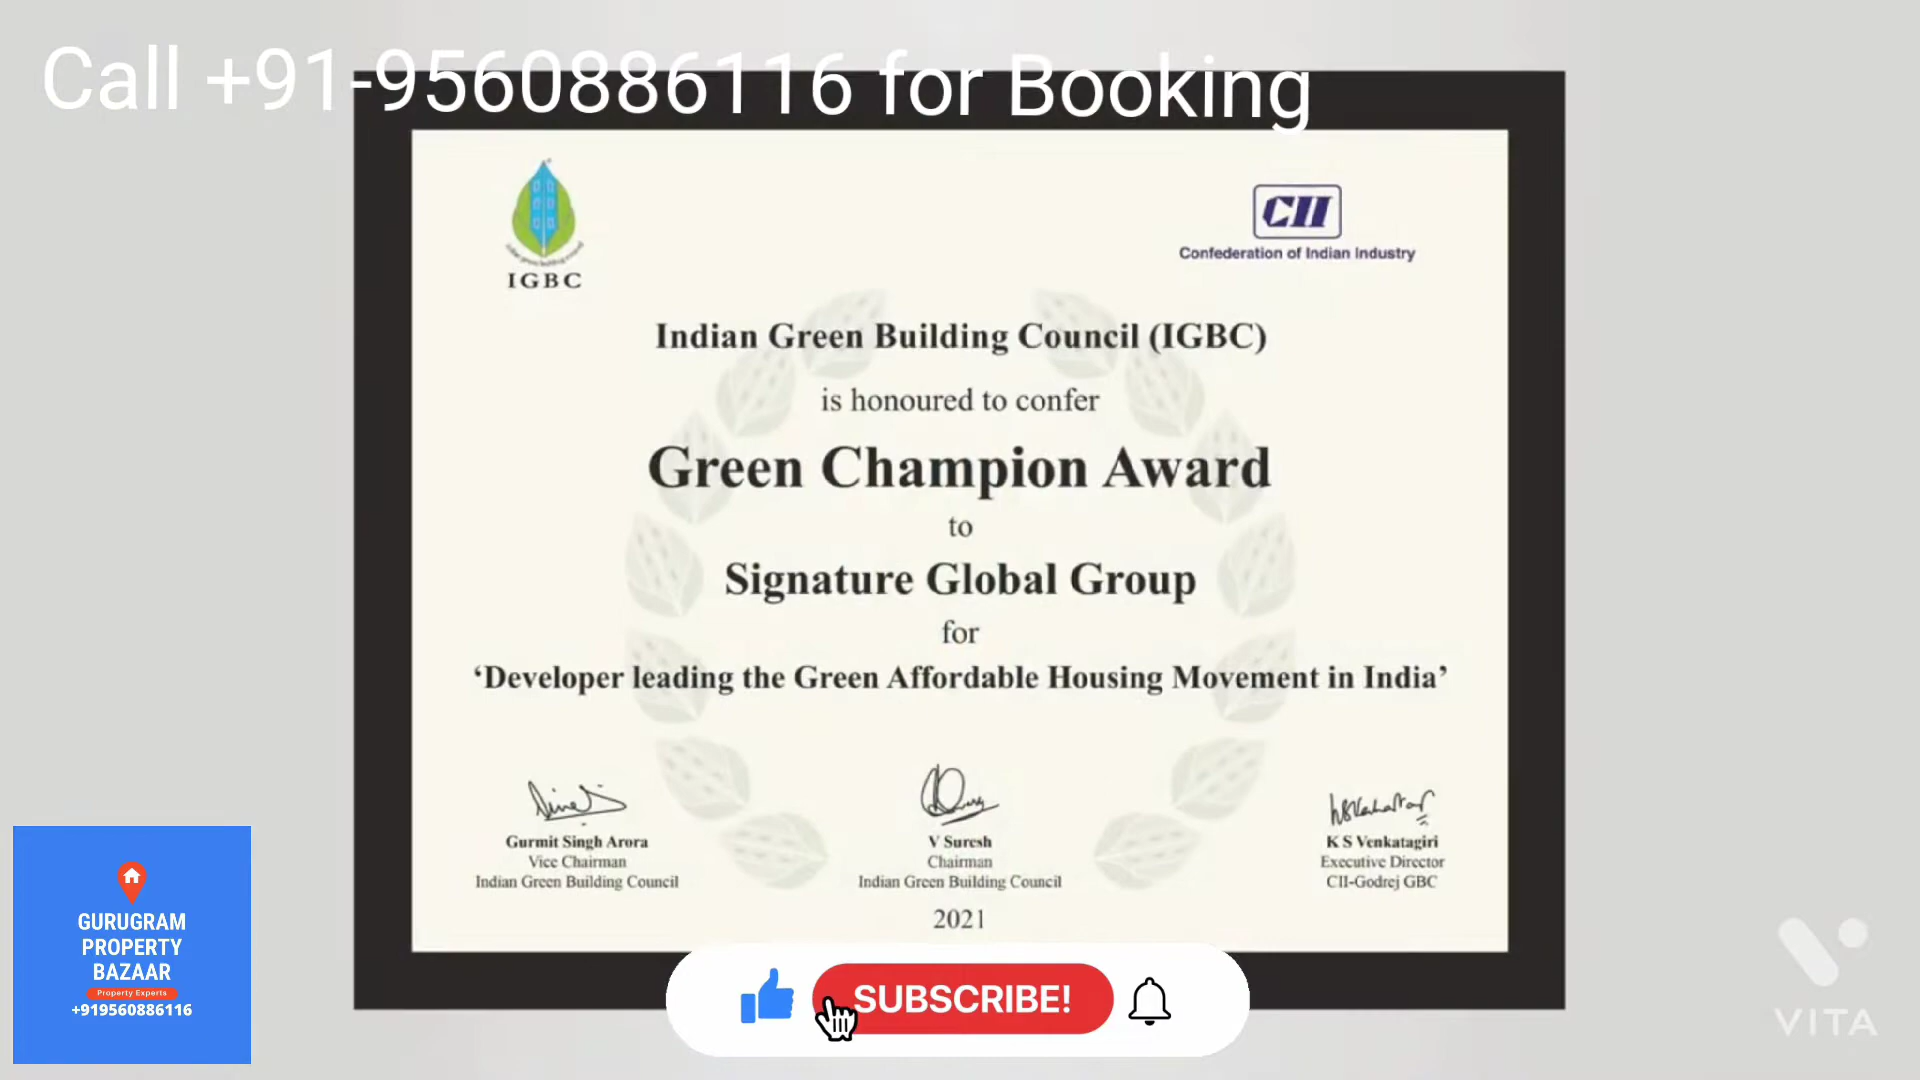 Call +91-9560886116 for Booking
IGBC
CII
Confederation of Indian Industry
Indian Green Building Council (IGBC)
is honoured to confer
Green Champion Award
to
Signature Global Group
for
‘Developer leading the Green Affordable Housing Movement in India’
Gurmit Singh Arora
Vice Chairman
Indian Green Building Council
V Suresh
Chairman
Indian Green Building Council
K S Venkatagiri
Executive Director
CII-Godrej GBC
2021
GURUGRAM
PROPERTY
BAZAAR
Property Experts
+919560886116
SUBSCRIBE!
VITA